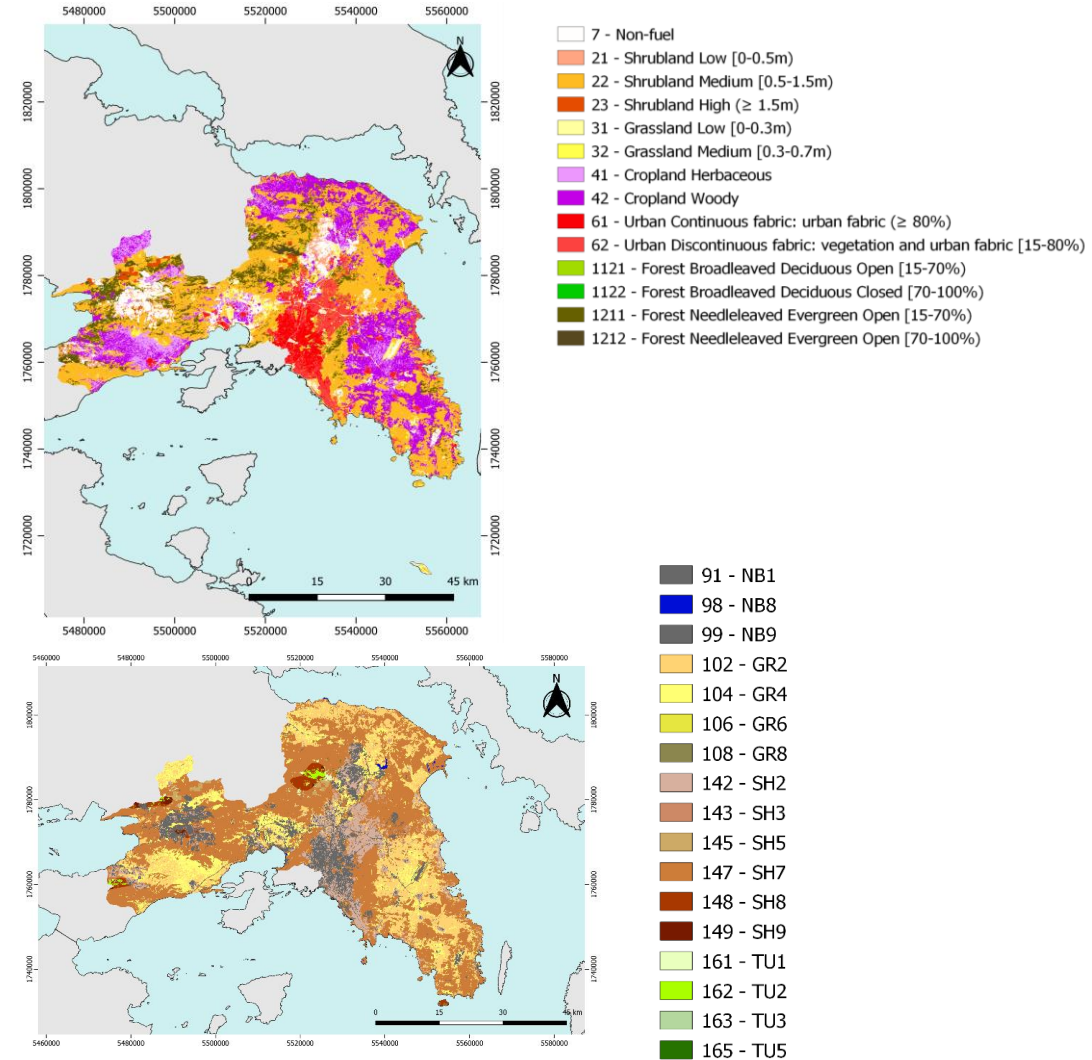 5480000 5500000 5520000 5540000 5560000
N
1820000 1820000
1800000 1800000
1780000 1780000
1760000 1760000
1740000 1740000
1720000 1720000
0 15 30 45 km
5480000 5500000 5520000 5540000 5560000
7 - Non-fuel
21 - Shrubland Low [0-0.5m)
22 - Shrubland Medium [0.5-1.5m)
23 - Shrubland High (≥ 1.5m)
31 - Grassland Low [0-0.3m)
32 - Grassland Medium [0.3-0.7m)
41 - Cropland Herbaceous
42 - Cropland Woody
61 - Urban Continuous fabric: urban fabric (≥ 80%)
62 - Urban Discontinuous fabric: vegetation and urban fabric [15-80%)
1121 - Forest Broadleaved Deciduous Open [15-70%)
1122 - Forest Broadleaved Deciduous Closed [70-100%)
1211 - Forest Needleleaved Evergreen Open [15-70%)
1212 - Forest Needleleaved Evergreen Open [70-100%)
5460000 5480000 5500000 5520000 5540000 5560000 5580000
N
1800000 1800000
1780000 1780000
1760000 1760000
1740000 1740000
0 15 30 45 km
5460000 5480000 5500000 5520000 5540000 5560000 5580000
91 - NB1
98 - NB8
99 - NB9
102 - GR2
104 - GR4
106 - GR6
108 - GR8
142 - SH2
143 - SH3
145 - SH5
147 - SH7
148 - SH8
149 - SH9
161 - TU1
162 - TU2
163 - TU3
165 - TU5